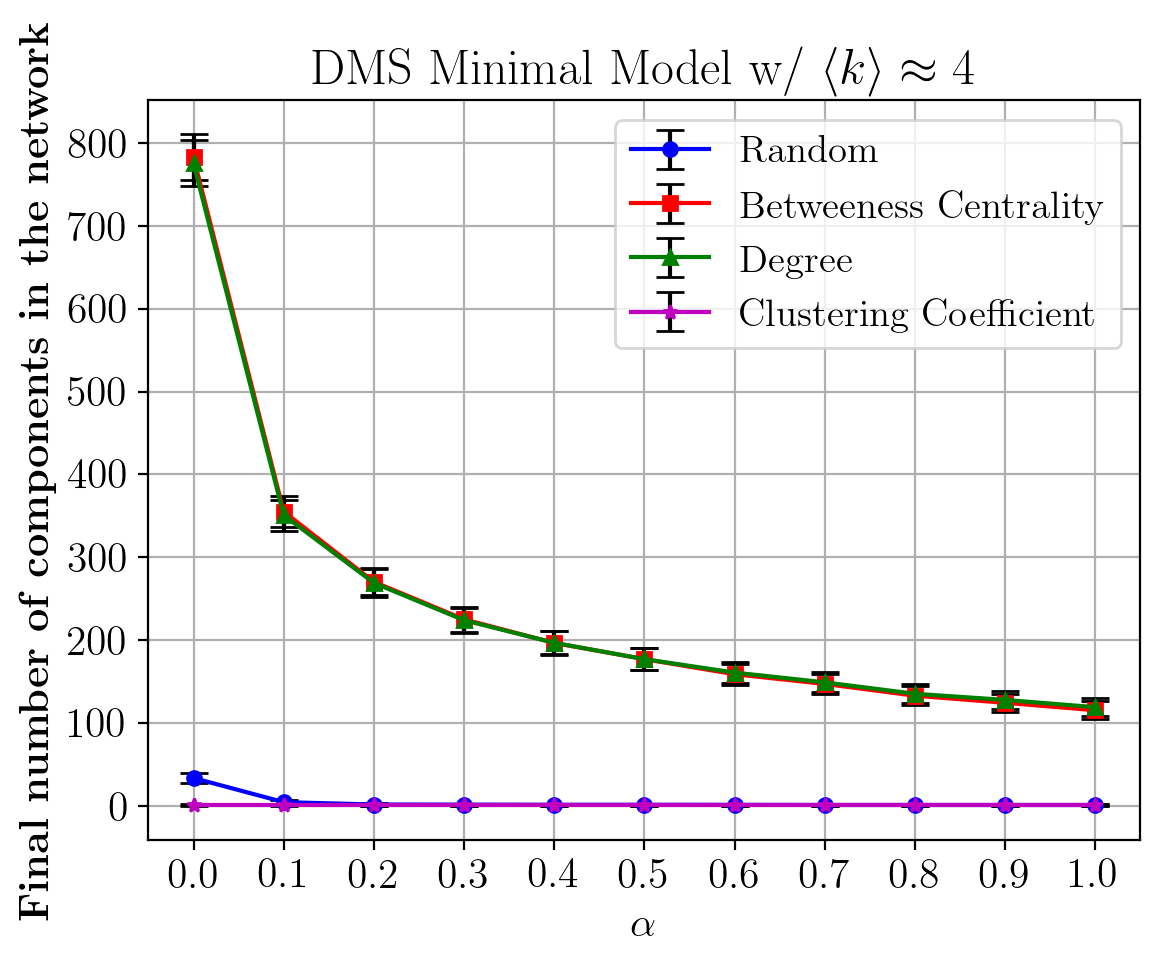 DMS Minimal Model w/ ⟨k⟩ ≈ 4
Final number of components in the network
800
700
600
500
400
300
200
100
0
Random
Betweeness Centrality
Degree
Clustering Coefficient
0.0 0.1 0.2 0.3 0.4 0.5 0.6 0.7 0.8 0.9 1.0
α